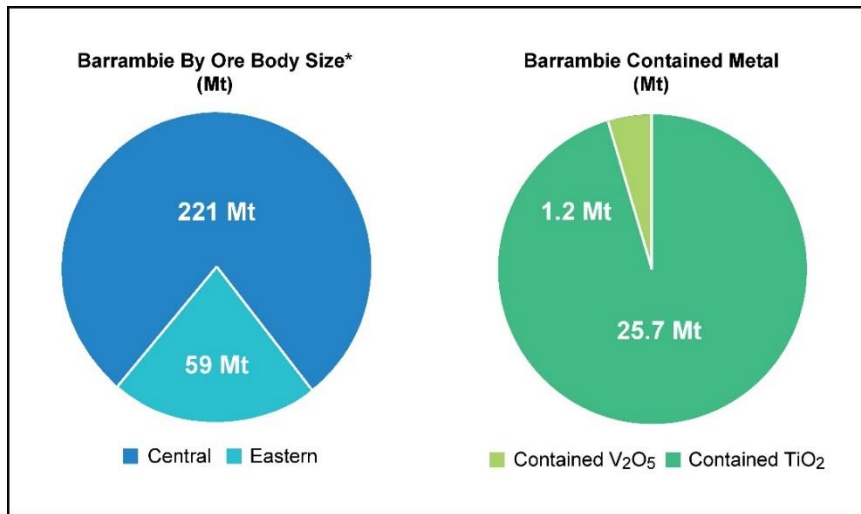 Barrambie By Ore Body Size*
(Mt)
221 Mt
59 Mt
Central
Eastern
Barrambie Contained Metal
(Mt)
1.2 Mt
25.7 Mt
Contained V₂O₅
Contained TiO₂